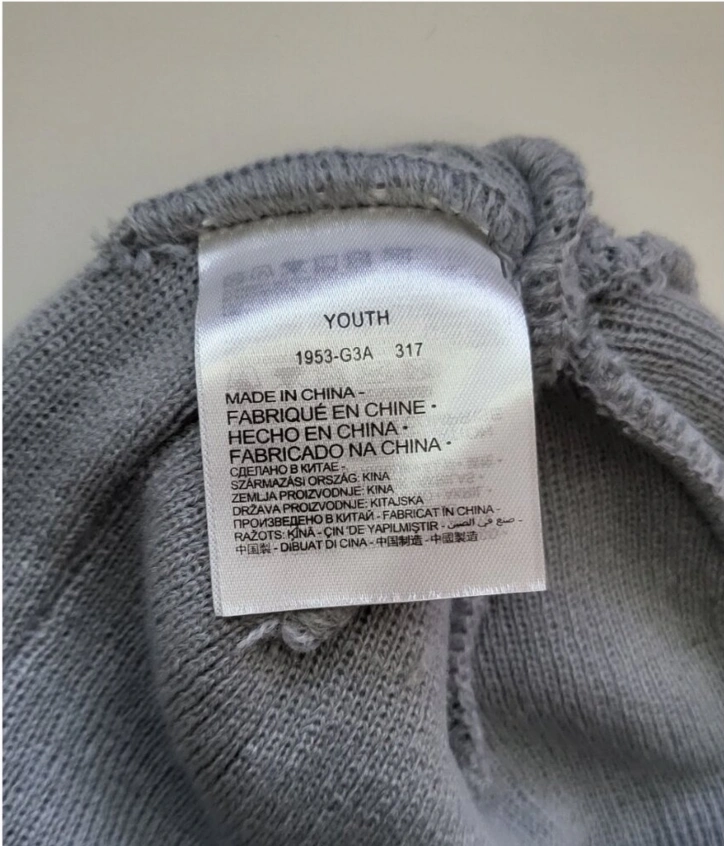 YOUTH
1953-G3A 317
MADE IN CHINA -
FABRIQUÉ EN CHINE •
HECHO EN CHINA •
FABRICADO NA CHINA •
СДЕЛАНО В КИТАЕ -
SZÁRMAZÁSI ORSZÁG: KINA
ZEMLJA PROIZVODNJE: KINA
DRŽAVA PROIZVODNJE: KITAJSKA
ПРОИЗВЕДЕНО В КИТАЙ - FABRICAT ÎN CHINA -
RAŽOTS: ĶĪNĀ - ÇIN 'DE YAPILMIŞTIR - صنع في الصين -
中国製 - DIBUAT DI CINA - 中国制造 - 中國製造